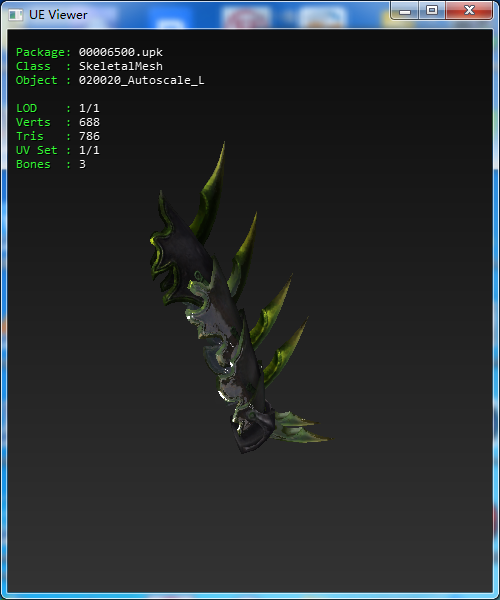 UE Viewer
Package: 00006500.upk
Class : SkeletalMesh
Object : 020020_Autoscale_L
LOD : 1/1
Verts : 688
Tris : 786
UV Set : 1/1
Bones : 3